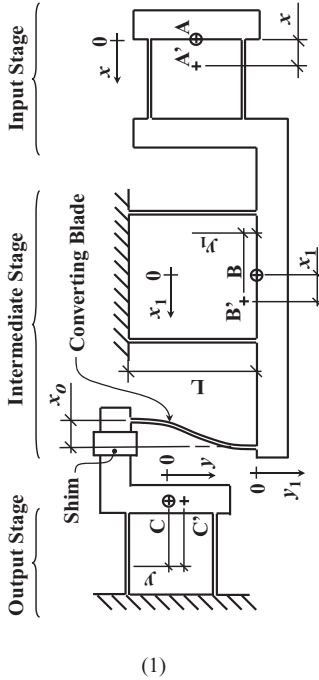 Output Stage
Intermediate Stage
Input Stage
Shim
x₀
Converting Blade
L
0
x₁
y₁
B'
B
x₁
0
x
A'
A
x
C
C'
0
y
y
0
y₁
(1)